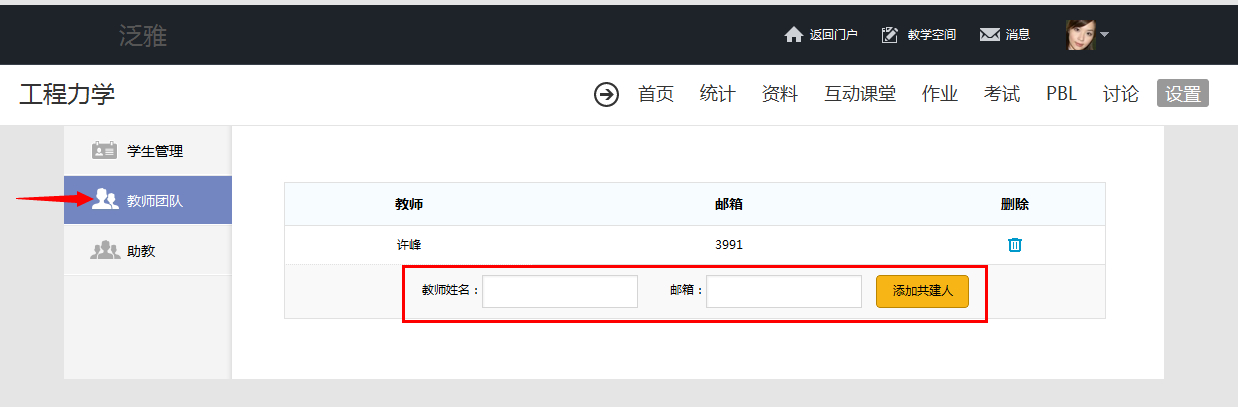 泛雅 返回门户 教学空间 消息
工程力学 首页 统计 资料 互动课堂 作业 考试 PBL 讨论 设置
学生管理
教师团队
助教
教师 邮箱 删除
许峰 3991
教师姓名： 邮箱： 添加共建人